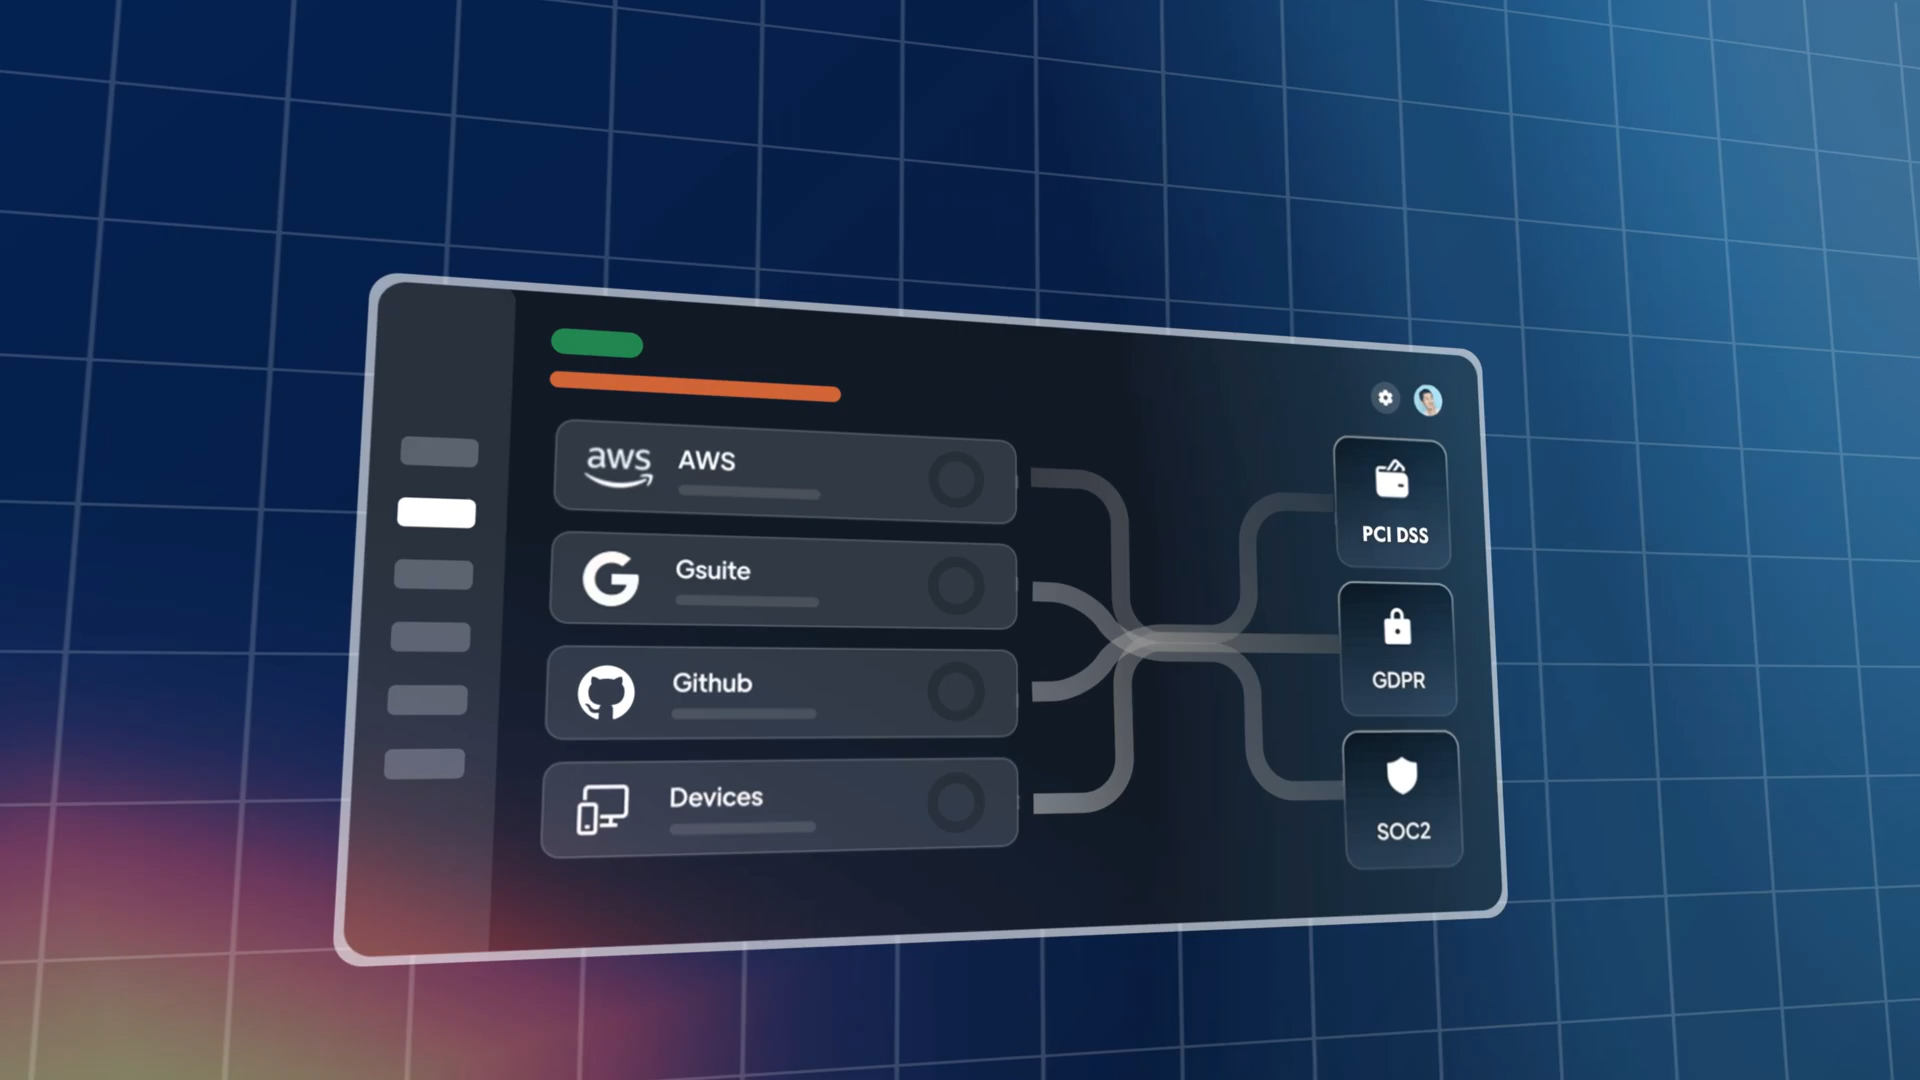 aws AWS
Gsuite
Github
Devices
PCI DSS
GDPR
SOC2